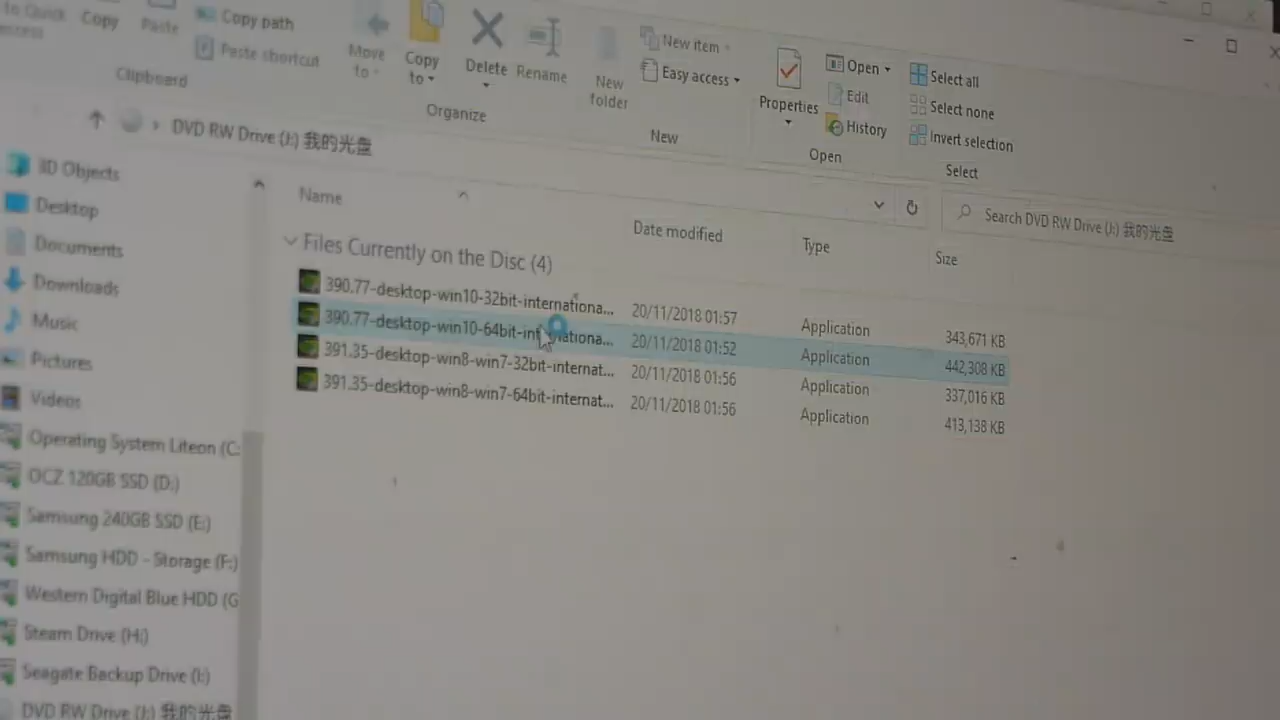 to Quick
access
Copy
Paste
Copy path
Paste shortcut
Clipboard
Move
to
Copy
to
Delete
Rename
Organize
New
folder
New item
Easy access
New
Properties
Open
Edit
History
Open
Select all
Select none
Invert selection
Select
DVD RW Drive (J:) 我的光盘
Search DVD RW Drive (J:) 我的光盘
3D Objects
Desktop
Documents
Downloads
Music
Pictures
Videos
Operating System Liteon (C:
OCZ 120GB SSD (D:)
Samsung 240GB SSD (E:)
Samsung HDD - Storage (F:)
Western Digital Blue HDD (G
Steam Drive (H:)
Seagate Backup Drive (I:)
DVD RW Drive (J:) 我的光盘
Name Date modified Type Size
Files Currently on the Disc (4)
390.77-desktop-win10-32bit-internationa... 20/11/2018 01:57 Application 343,671 KB
390.77-desktop-win10-64bit-internationa... 20/11/2018 01:52 Application 442,308 KB
391.35-desktop-win8-win7-32bit-internat... 20/11/2018 01:56 Application 337,016 KB
391.35-desktop-win8-win7-64bit-internat... 20/11/2018 01:56 Application 413,138 KB